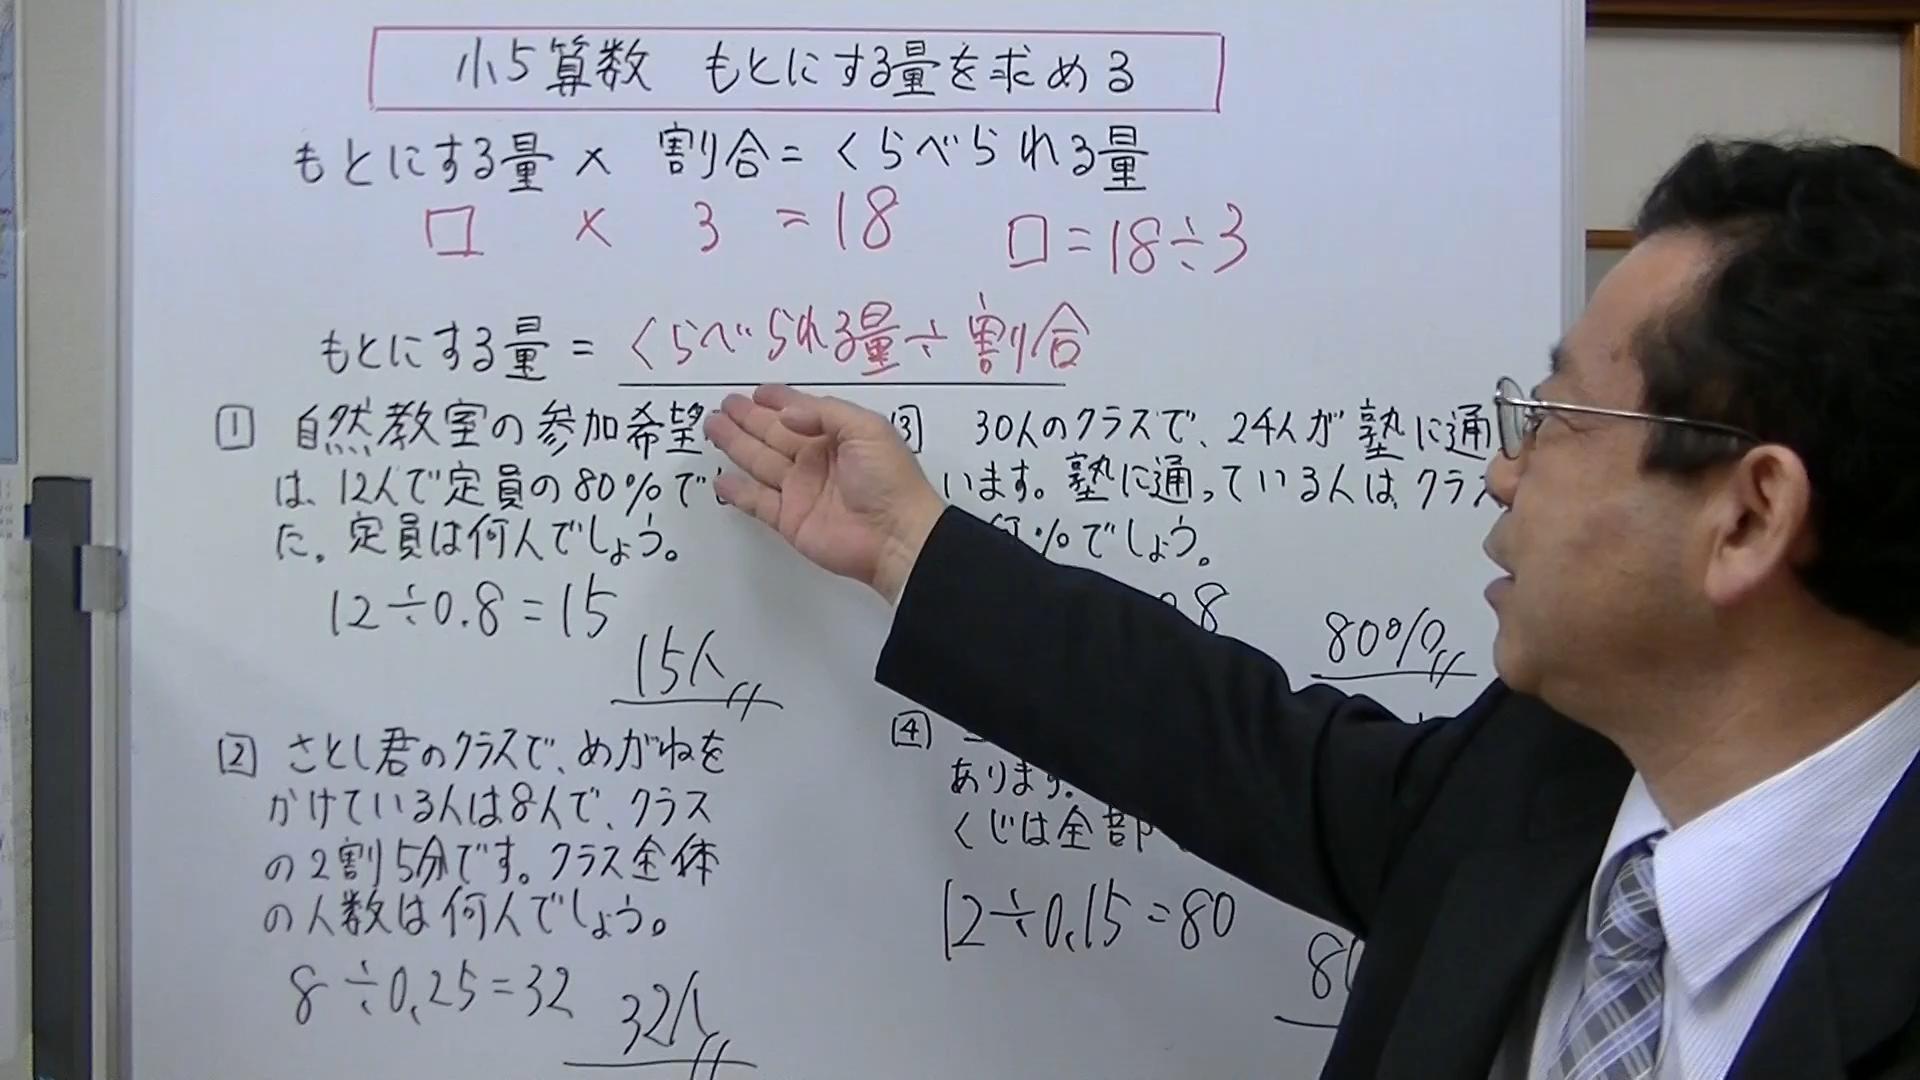 小5算数 もとにする量を求める
もとにする量 × 割合 = くらべられる量
□ × 3 = 18 □ = 18÷3
もとにする量 = くらべられる量÷割合
1 自然教室の参加希望
は、12人で定員の80%で
た。定員は何人でしょう。
12÷0.8=15
15人
2 さとし君のクラスで、めがねを
かけている人は8人で、クラス
の2割5分です。クラス全体
の人数は何人でしょう。
8÷0.25=32
32人
3 30人のクラスで、24人が塾に通
います。塾に通っている人は、クラス
何%でしょう。
0.8
80%
4
あります。
くじは全部
12÷0.15=80